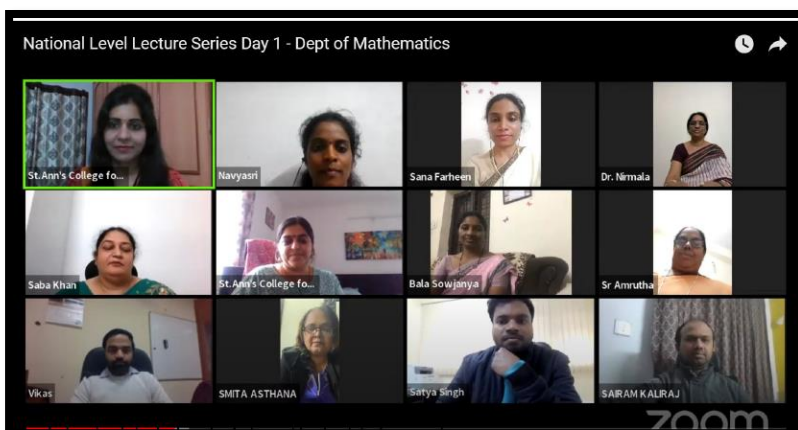 National Level Lecture Series Day 1 - Dept of Mathematics
St. Ann's College fo...
Navyasri
Sana Farheen
Dr. Nirmala
Saba Khan
St. Ann's College fo...
Bala Sowjanya
Sr Amrutha
Vikas
SMITA ASTHANA
Satya Singh
SAIRAM KALIRAJ
zoom